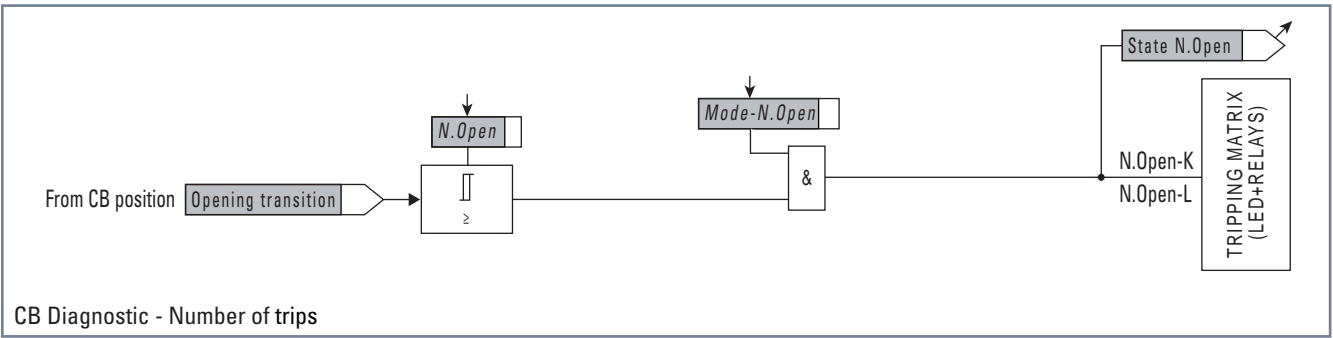 State N.Open
Mode-N.Open
N.Open
TRIPPING MATRIX
(LED+RELAYS)
N.Open-K
&
From CB position
Opening transition
N.Open-L
≥
CB Diagnostic - Number of trips